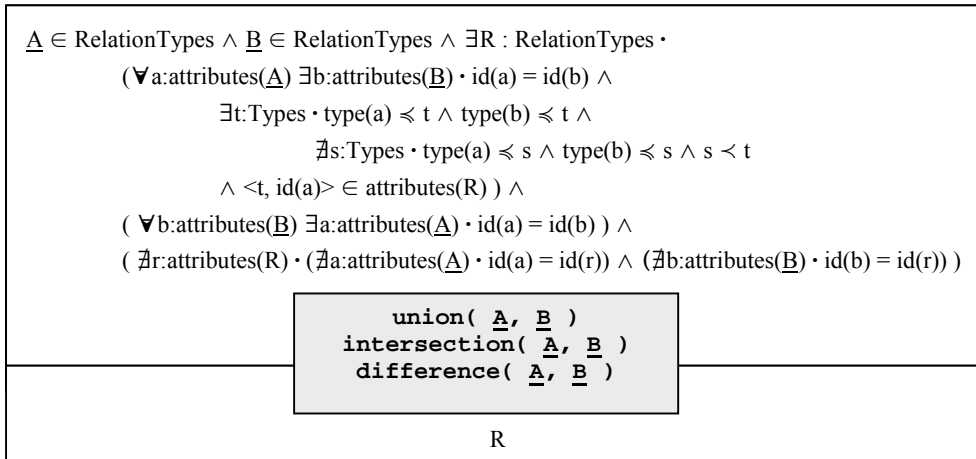 A ∈ RelationTypes ∧ B ∈ RelationTypes ∧ ∃R : RelationTypes •
(∀a:attributes(A) ∃b:attributes(B) • id(a) = id(b) ∧
∃t:Types • type(a) ≼ t ∧ type(b) ≼ t ∧
∄s:Types • type(a) ≼ s ∧ type(b) ≼ s ∧ s ≺ t
∧ <t, id(a)> ∈ attributes(R) ) ∧
( ∀b:attributes(B) ∃a:attributes(A) • id(a) = id(b) ) ∧
( ∄r:attributes(R) • (∄a:attributes(A) • id(a) = id(r)) ∧ (∄b:attributes(B) • id(b) = id(r)) )
union( A, B )
intersection( A, B )
difference( A, B )
R